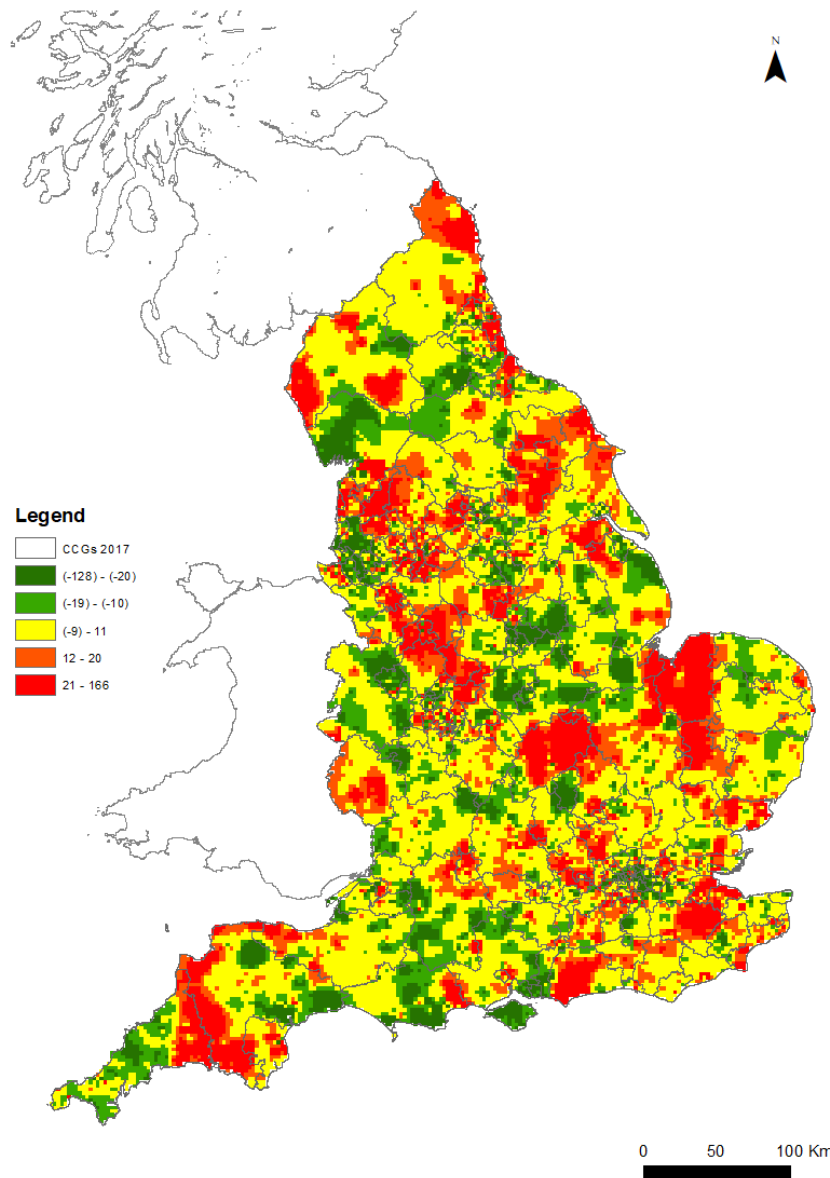 N
Legend
CCGs 2017
(-128) - (-20)
(-19) - (-10)
(-9) - 11
12 - 20
21 - 166
0 50 100 Km